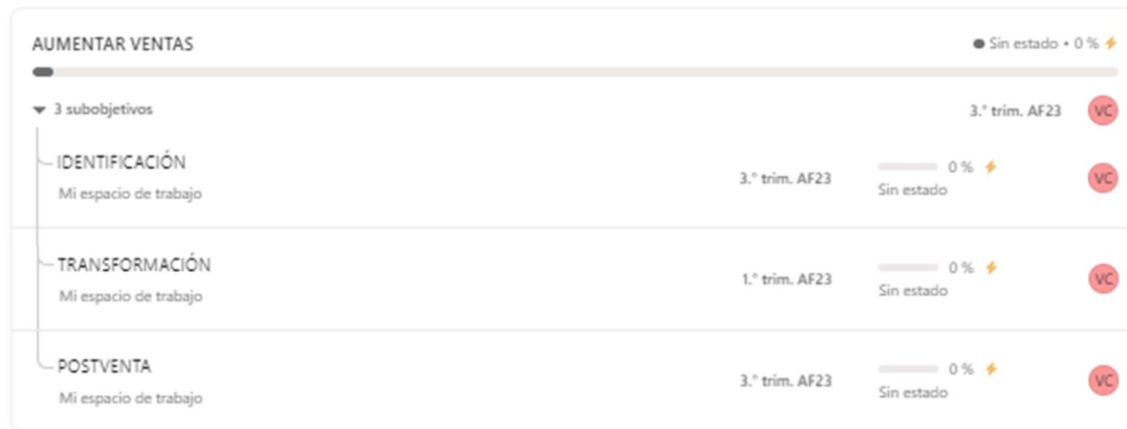 AUMENTAR VENTAS
Sin estado • 0 %
3 subobjetivos
3.° trim. AF23
VC
IDENTIFICACIÓN
Mi espacio de trabajo
3.° trim. AF23
0 %
Sin estado
VC
TRANSFORMACIÓN
Mi espacio de trabajo
1.° trim. AF23
0 %
Sin estado
VC
POSTVENTA
Mi espacio de trabajo
3.° trim. AF23
0 %
Sin estado
VC